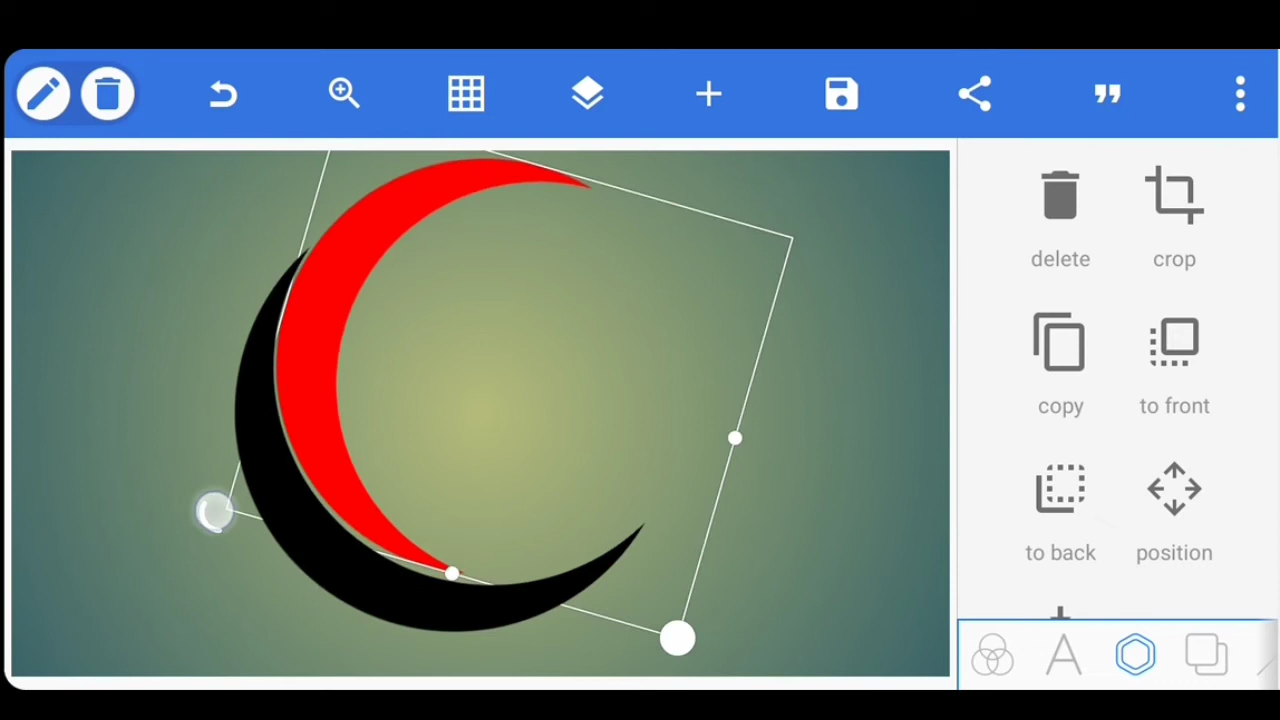 delete
crop
copy
to front
to back
position